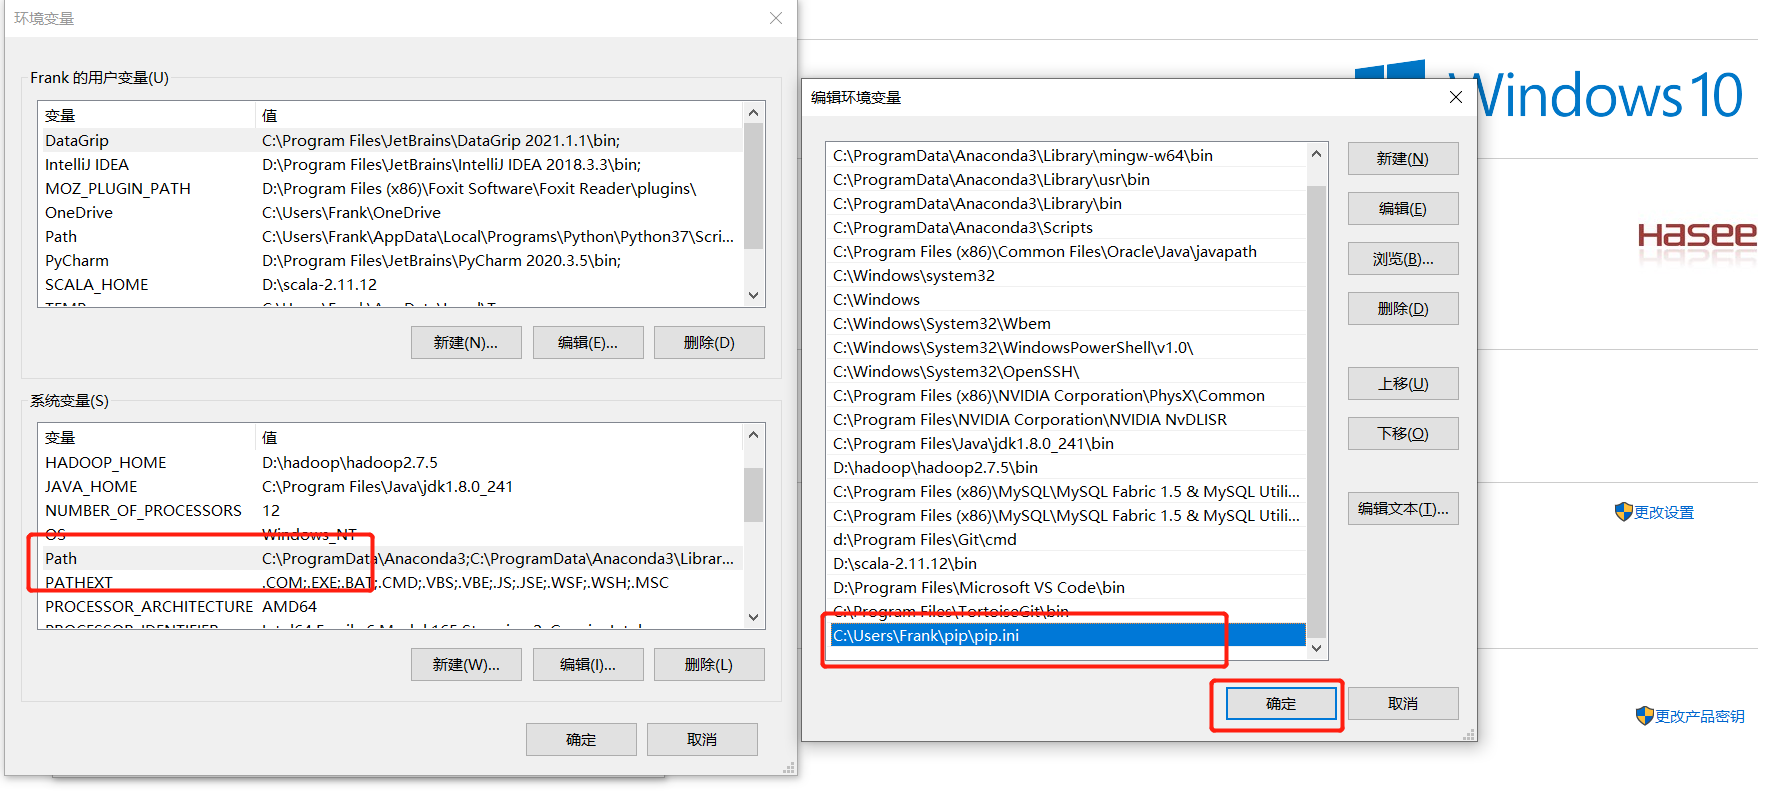 环境变量
Frank 的用户变量(U)
变量 值
DataGrip C:\Program Files\JetBrains\DataGrip 2021.1.1\bin;
IntelliJ IDEA D:\Program Files\JetBrains\IntelliJ IDEA 2018.3.3\bin;
MOZ_PLUGIN_PATH D:\Program Files (x86)\Foxit Software\Foxit Reader\plugins\
OneDrive C:\Users\Frank\OneDrive
Path C:\Users\Frank\AppData\Local\Programs\Python\Python37\Scri...
PyCharm D:\Program Files\JetBrains\PyCharm 2020.3.5\bin;
SCALA_HOME D:\scala-2.11.12
新建(N)... 编辑(E)... 删除(D)
系统变量(S)
变量 值
HADOOP_HOME D:\hadoop\hadoop2.7.5
JAVA_HOME C:\Program Files\Java\jdk1.8.0_241
NUMBER_OF_PROCESSORS 12
OS Windows_NT
Path C:\ProgramData\Anaconda3;C:\ProgramData\Anaconda3\Librar...
PATHEXT .COM;.EXE;.BAT;.CMD;.VBS;.VBE;.JS;.JSE;.WSF;.WSH;.MSC
PROCESSOR_ARCHITECTURE AMD64
新建(W)... 编辑(I)... 删除(L)
确定 取消
编辑环境变量
C:\ProgramData\Anaconda3\Library\mingw-w64\bin
C:\ProgramData\Anaconda3\Library\usr\bin
C:\ProgramData\Anaconda3\Library\bin
C:\ProgramData\Anaconda3\Scripts
C:\Program Files (x86)\Common Files\Oracle\Java\javapath
C:\Windows\system32
C:\Windows
C:\Windows\System32\Wbem
C:\Windows\System32\WindowsPowerShell\v1.0\
C:\Windows\System32\OpenSSH\
C:\Program Files (x86)\NVIDIA Corporation\PhysX\Common
C:\Program Files\NVIDIA Corporation\NVIDIA NvDLISR
C:\Program Files\Java\jdk1.8.0_241\bin
D:\hadoop\hadoop2.7.5\bin
C:\Program Files (x86)\MySQL\MySQL Fabric 1.5 & MySQL Utili...
C:\Program Files (x86)\MySQL\MySQL Fabric 1.5 & MySQL Utili...
d:\Program Files\Git\cmd
D:\scala-2.11.12\bin
D:\Program Files\Microsoft VS Code\bin
C:\Program Files\TortoiseGit\bin
C:\Users\Frank\pip\pip.ini
新建(N)
编辑(E)
浏览(B)...
删除(D)
上移(U)
下移(O)
编辑文本(T)...
确定 取消
Windows 10
Hasee
更改设置
更改产品密钥